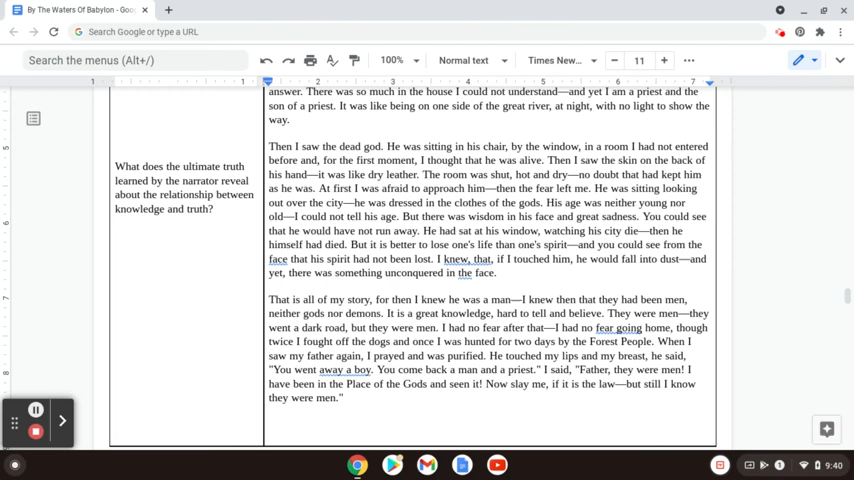 By The Waters Of Babylon - Goo
Search Google or type a URL
Search the menus (Alt+/)
100%
Normal text
Times New...
11
1 1 2 3 4 5 6 7
5
6
7
8
answer. There was so much in the house I could not understand—and yet I am a priest and the
son of a priest. It was like being on one side of the great river, at night, with no light to show the
way.
What does the ultimate truth
learned by the narrator reveal
about the relationship between
knowledge and truth?
Then I saw the dead god. He was sitting in his chair, by the window, in a room I had not entered
before and, for the first moment, I thought that he was alive. Then I saw the skin on the back of
his hand—it was like dry leather. The room was shut, hot and dry—no doubt that had kept him
as he was. At first I was afraid to approach him—then the fear left me. He was sitting looking
out over the city—he was dressed in the clothes of the gods. His age was neither young nor
old—I could not tell his age. But there was wisdom in his face and great sadness. You could see
that he would have not run away. He had sat at his window, watching his city die—then he
himself had died. But it is better to lose one's life than one's spirit—and you could see from the
face that his spirit had not been lost. I knew, that, if I touched him, he would fall into dust—and
yet, there was something unconquered in the face.
That is all of my story, for then I knew he was a man—I knew then that they had been men,
neither gods nor demons. It is a great knowledge, hard to tell and believe. They were men—they
went a dark road, but they were men. I had no fear after that—I had no fear going home, though
twice I fought off the dogs and once I was hunted for two days by the Forest People. When I
saw my father again, I prayed and was purified. He touched my lips and my breast, he said,
"You went away a boy. You come back a man and a priest." I said, "Father, they were men! I
have been in the Place of the Gods and seen it! Now slay me, if it is the law—but still I know
they were men."
1
9:40